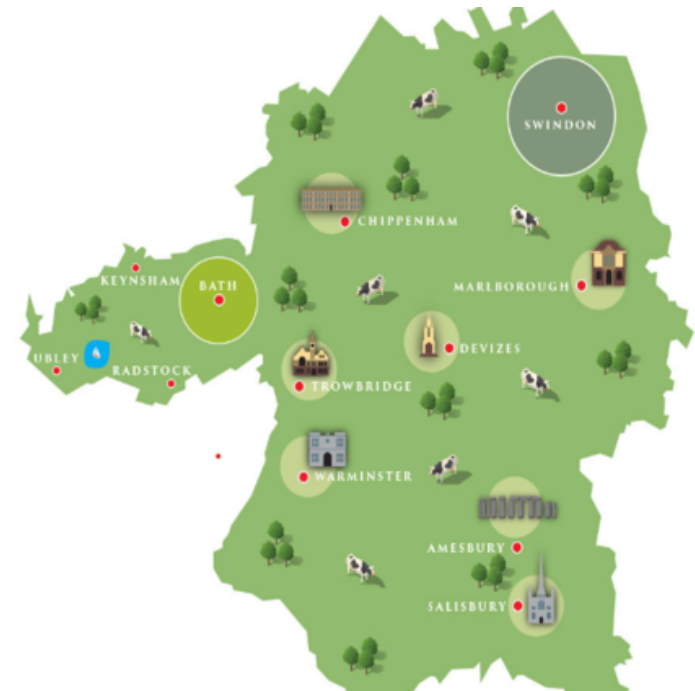 SWINDON
CHIPPENHAM
KEYNSHAM
BATH
MARLBOROUGH
DEVIZES
UBLEY
RADSTOCK
TROWBRIDGE
WARMINSTER
AMESBURY
SALISBURY